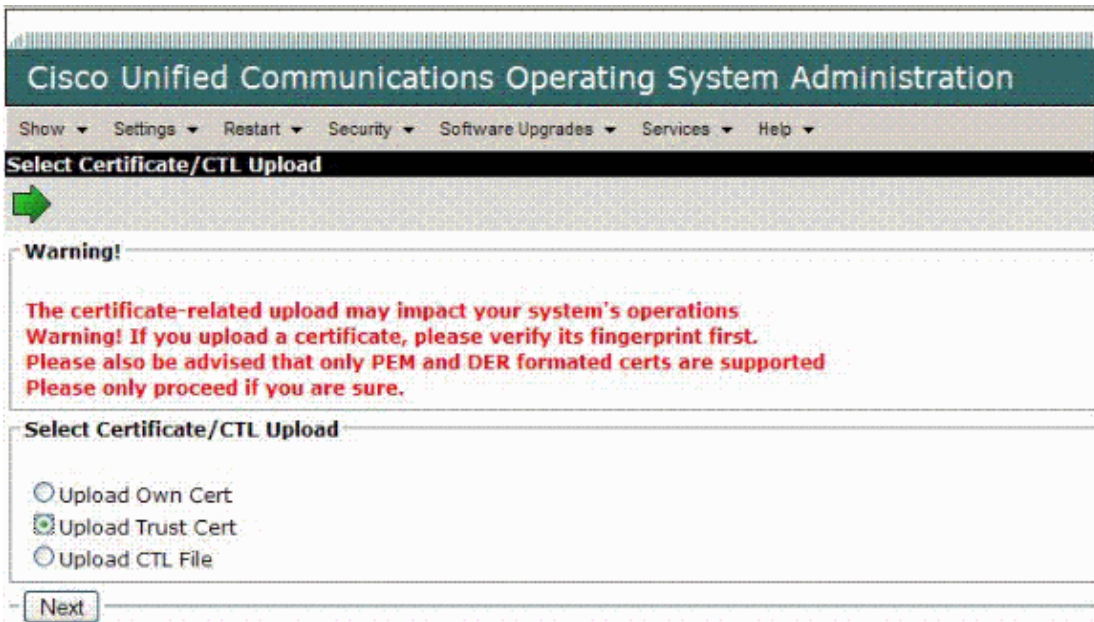 Cisco Unified Communications Operating System Administration
Show Settings Restart Security Software Upgrades Services Help
Select Certificate/CTL Upload
Warning!
The certificate-related upload may impact your system's operations
Warning! If you upload a certificate, please verify its fingerprint first.
Please also be advised that only PEM and DER formated certs are supported
Please only proceed if you are sure.
Select Certificate/CTL Upload
Upload Own Cert
Upload Trust Cert
Upload CTL File
Next